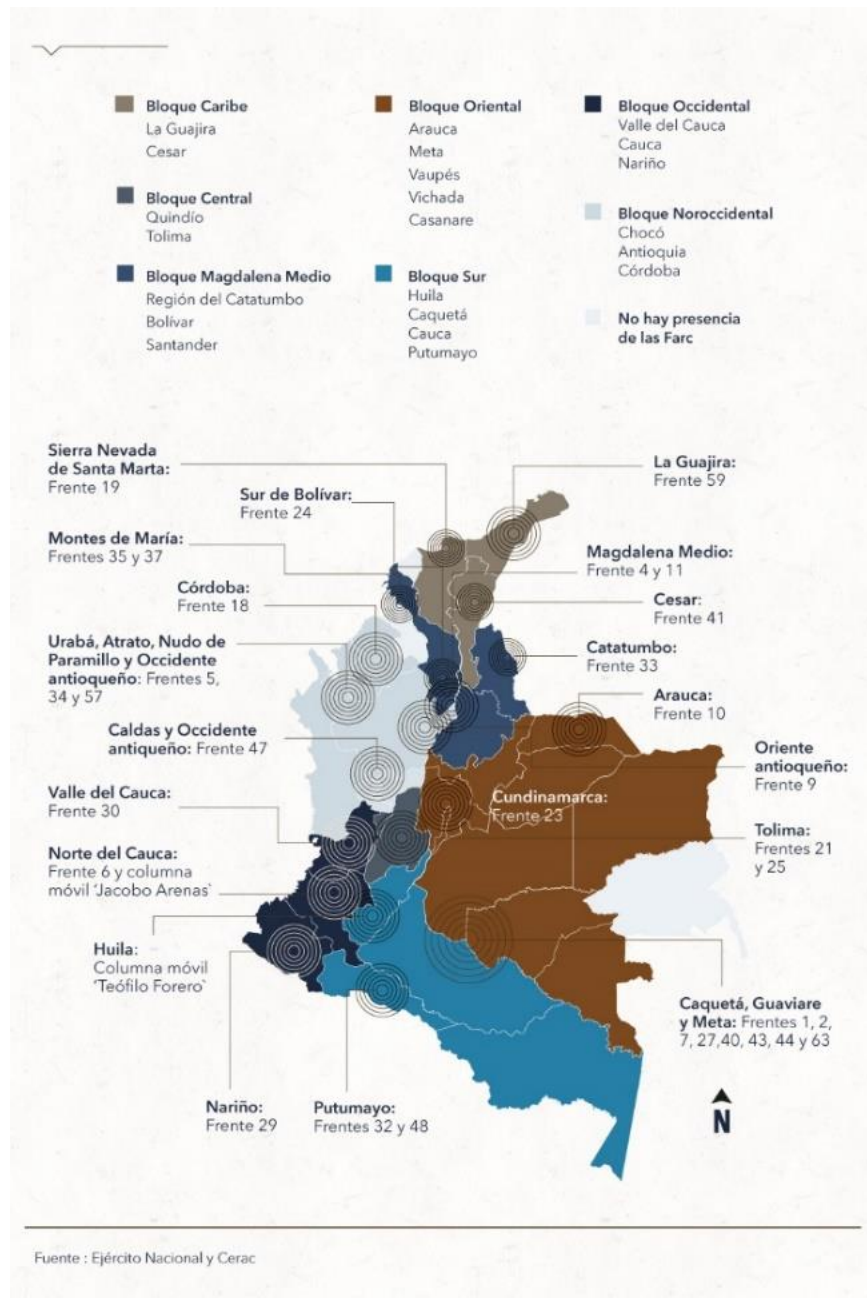 Bloque Caribe
La Guajira
Cesar
Bloque Central
Quindío
Tolima
Bloque Magdalena Medio
Región del Catatumbo
Bolívar
Santander
Bloque Oriental
Arauca
Meta
Vaupés
Vichada
Casanare
Bloque Sur
Huila
Caquetá
Cauca
Putumayo
Bloque Occidental
Valle del Cauca
Cauca
Nariño
Bloque Noroccidental
Chocó
Antioquia
Córdoba
No hay presencia
de las Farc
Sierra Nevada
de Santa Marta:
Frente 19
Sur de Bolívar:
Frente 24
Montes de María:
Frentes 35 y 37
Córdoba:
Frente 18
Urabá, Atrato, Nudo de
Paramillo y Occidente
antioqueño: Frentes 5,
34 y 57
Caldas y Occidente
antiqueño: Frente 47
Valle del Cauca:
Frente 30
Norte del Cauca:
Frente 6 y columna
móvil 'Jacobo Arenas'
Huila:
Columna móvil
'Teófilo Forero'
Nariño:
Frente 29
Putumayo:
Frentes 32 y 48
La Guajira:
Frente 59
Magdalena Medio:
Frente 4 y 11
Cesar:
Frente 41
Catatumbo:
Frente 33
Arauca:
Frente 10
Oriente
antioqueño:
Frente 9
Cundinamarca:
Frente 23
Tolima:
Frentes 21
y 25
Caquetá, Guaviare
y Meta: Frentes 1, 2,
7, 27,40, 43, 44 y 63
N
Fuente : Ejército Nacional y Cerac